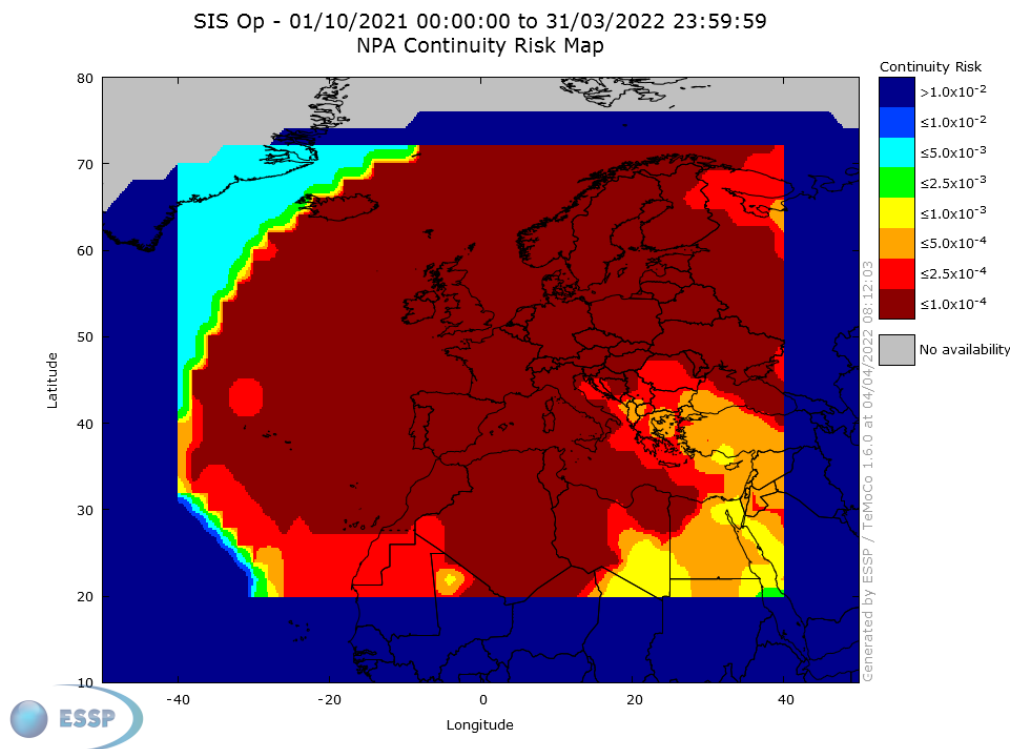 SIS Op - 01/10/2021 00:00:00 to 31/03/2022 23:59:59
NPA Continuity Risk Map
Continuity Risk
>1.0x10⁻²
≤1.0x10⁻²
≤5.0x10⁻³
≤2.5x10⁻³
≤1.0x10⁻³
≤5.0x10⁻⁴
≤2.5x10⁻⁴
≤1.0x10⁻⁴
No availability
Generated by ESSP / TeMoCo 1.6.0 at 04/04/2022 08:12:03
Latitude
80
70
60
50
40
30
20
10
-40
-20
0
20
40
Longitude
ESSP